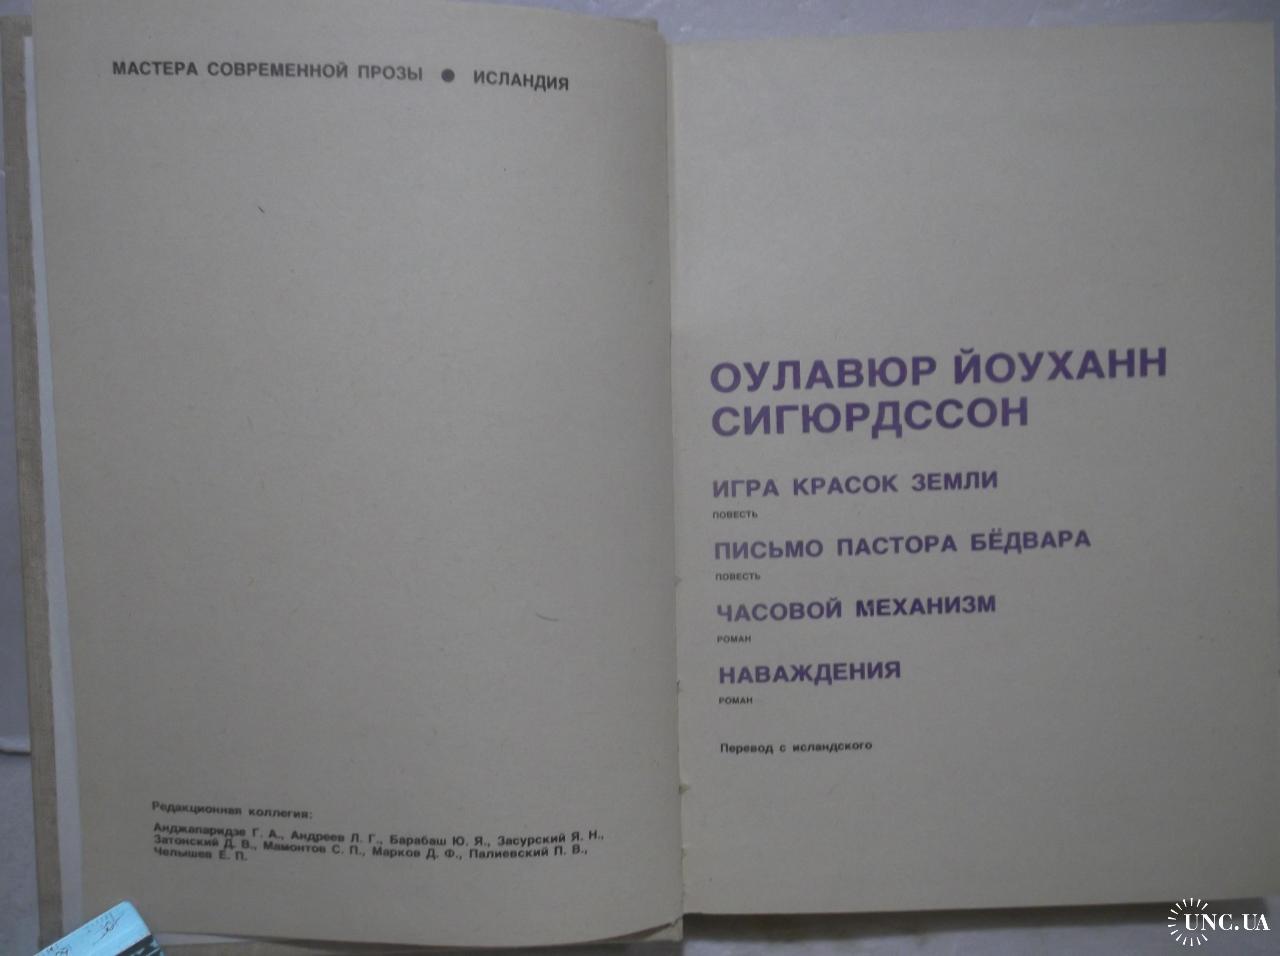 МАСТЕРА СОВРЕМЕННОЙ ПРОЗЫ ● ИСЛАНДИЯ
Редакционная коллегия:
Анджапаридзе Г. А., Андреев Л. Г., Барабаш Ю. Я., Засурский Я. Н.,
Затонский Д. В., Мамонтов С. П., Марков Д. Ф., Палиевский П. В.,
Челышев Е. П.
ОУЛАВЮР ЙОУХАНН
СИГЮРДССОН
ИГРА КРАСОК ЗЕМЛИ
ПОВЕСТЬ
ПИСЬМО ПАСТОРА БЁДВАРА
ПОВЕСТЬ
ЧАСОВОЙ МЕХАНИЗМ
РОМАН
НАВАЖДЕНИЯ
РОМАН
Перевод с исландского
UNC.UA